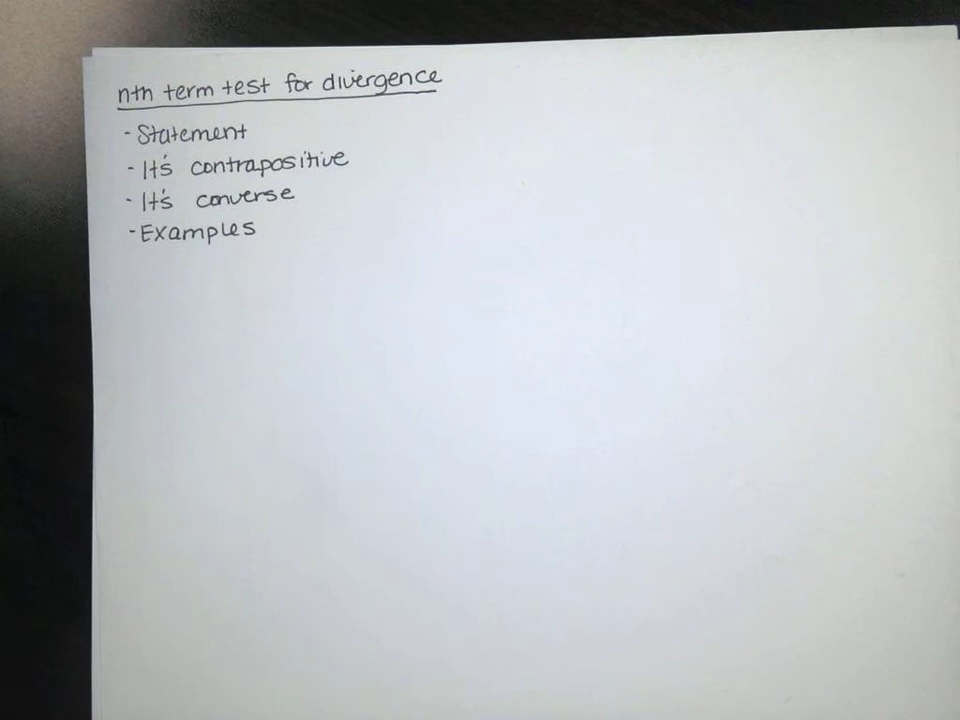 nth term test for divergence
- Statement
- It's contrapositive
- It's converse
- Examples